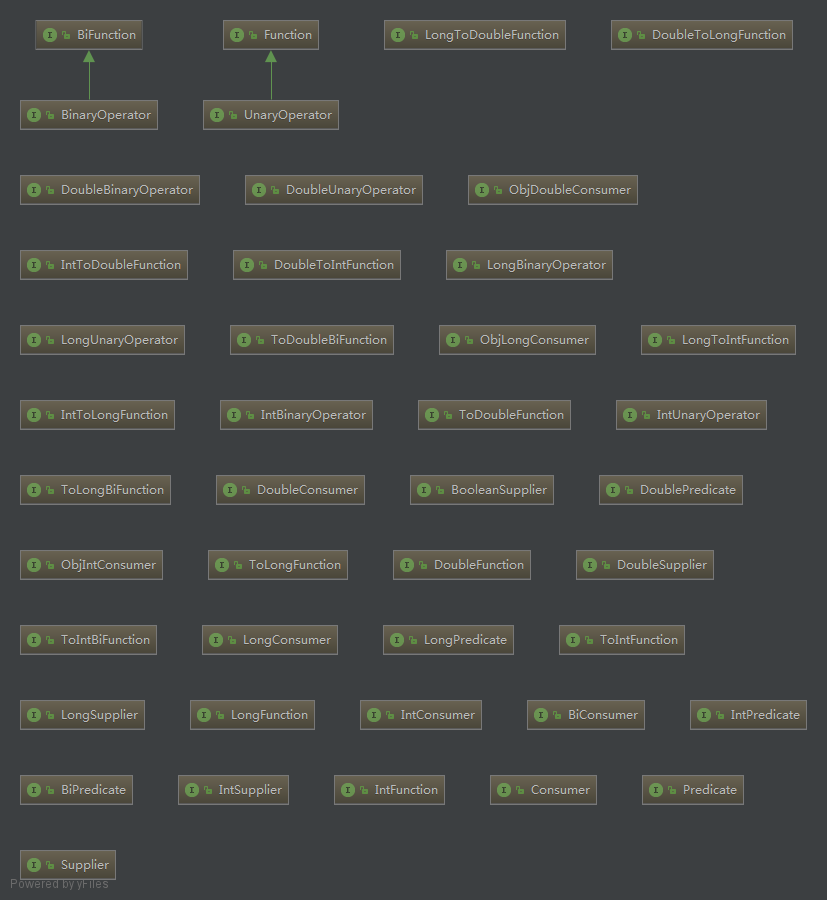 I BiFunction I Function I LongToDoubleFunction I DoubleToLongFunction
I BinaryOperator I UnaryOperator
I DoubleBinaryOperator I DoubleUnaryOperator I ObjDoubleConsumer
I IntToDoubleFunction I DoubleToIntFunction I LongBinaryOperator
I LongUnaryOperator I ToDoubleBiFunction I ObjLongConsumer I LongToIntFunction
I IntToLongFunction I IntBinaryOperator I ToDoubleFunction I IntUnaryOperator
I ToLongBiFunction I DoubleConsumer I BooleanSupplier I DoublePredicate
I ObjIntConsumer I ToLongFunction I DoubleFunction I DoubleSupplier
I ToIntBiFunction I LongConsumer I LongPredicate I ToIntFunction
I LongSupplier I LongFunction I IntConsumer I BiConsumer I IntPredicate
I BiPredicate I IntSupplier I IntFunction I Consumer I Predicate
I Supplier
Powered by yFiles